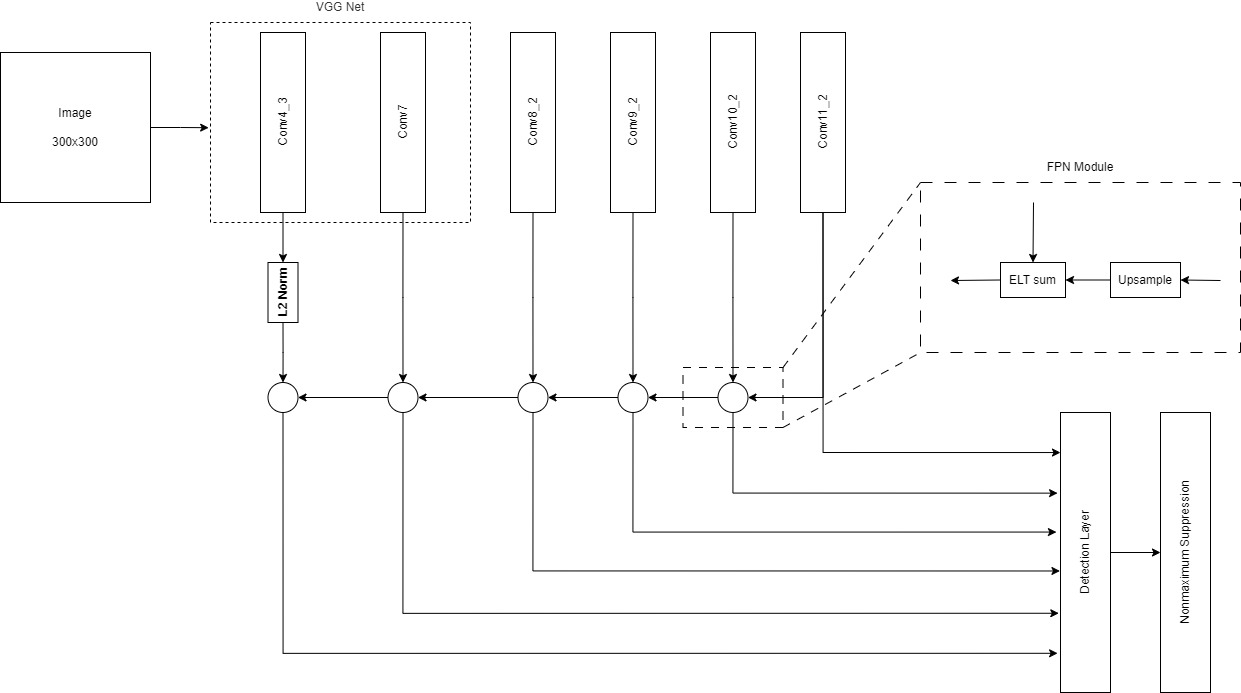 VGG Net
Image
300x300
Conv4_3
Conv7
Conv8_2
Conv9_2
Conv10_2
Conv11_2
FPN Module
ELT sum
Upsample
L2 Norm
Detection Layer
Nonmaximum Suppression